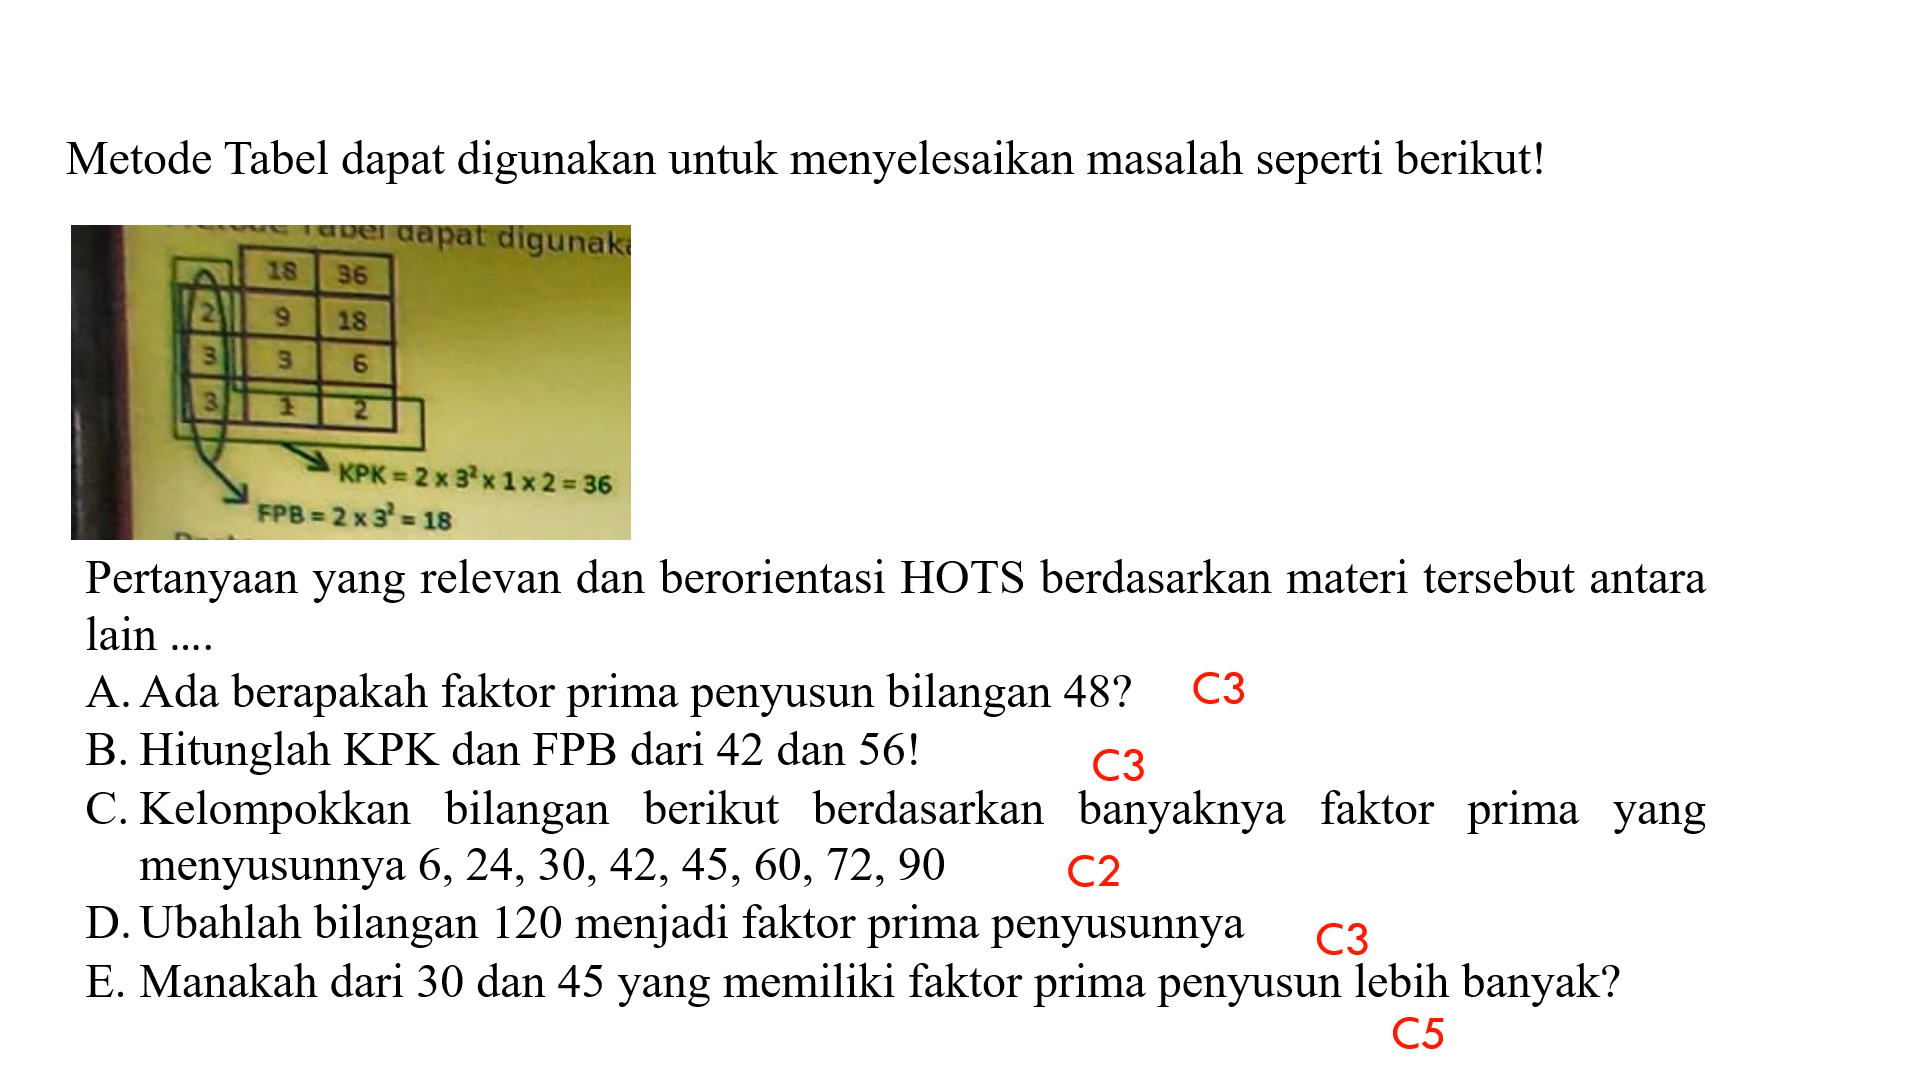 Metode Tabel dapat digunakan untuk menyelesaikan masalah seperti berikut!
Tabel dapat
18 36
2 9 18
3 3 6
3 1 2
KPK = 2 x 3² x 1 x 2 = 36
FPB = 2 x 3² = 18
Pertanyaan yang relevan dan berorientasi HOTS berdasarkan materi tersebut antara
lain ....
A. Ada berapakah faktor prima penyusun bilangan 48? C3
B. Hitunglah KPK dan FPB dari 42 dan 56!
C3
C. Kelompokkan bilangan berikut berdasarkan banyaknya faktor prima yang
menyusunnya 6, 24, 30, 42, 45, 60, 72, 90 C2
D. Ubahlah bilangan 120 menjadi faktor prima penyusunnya C3
E. Manakah dari 30 dan 45 yang memiliki faktor prima penyusun lebih banyak?
C5